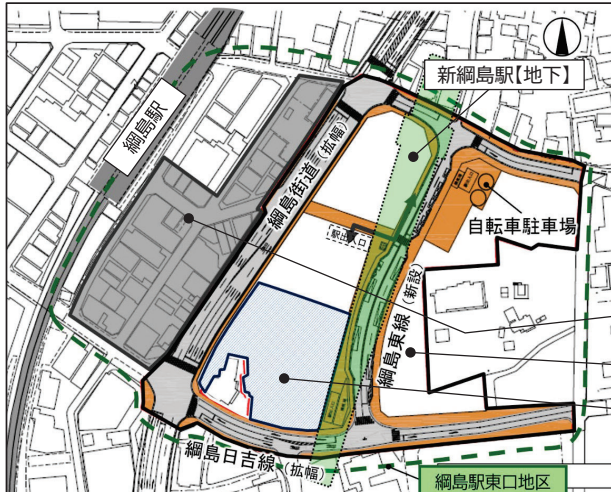 新綱島駅【地下】
綱島駅
綱島街道(拡幅)
自転車駐車場
駅出入口
綱島東線(新設)
綱島日吉線(拡幅)
綱島駅東口地区